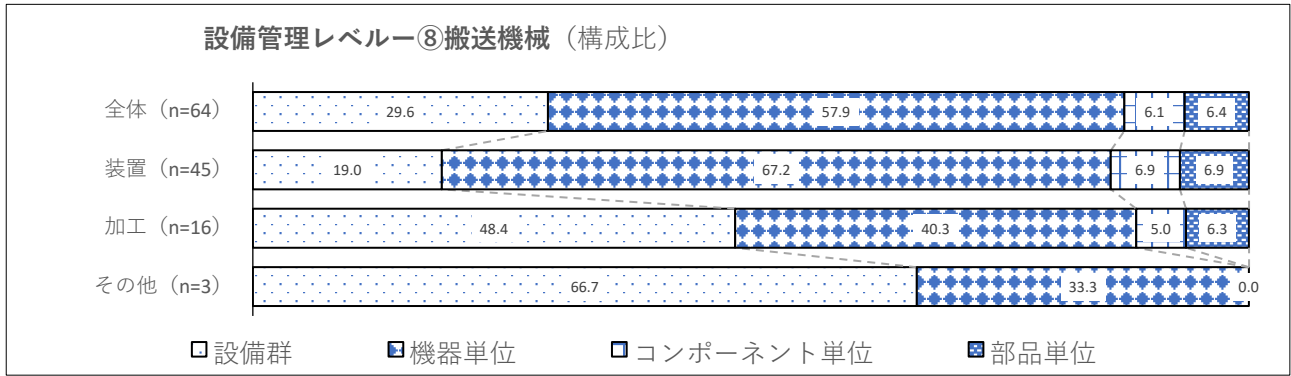 設備管理レベルー⑧搬送機械（構成比）
全体（n=64） 29.6 57.9 6.1 6.4
装置（n=45） 19.0 67.2 6.9 6.9
加工（n=16） 48.4 40.3 5.0 6.3
その他（n=3） 66.7 33.3 0.0
設備群 機器単位 コンポーネント単位 部品単位